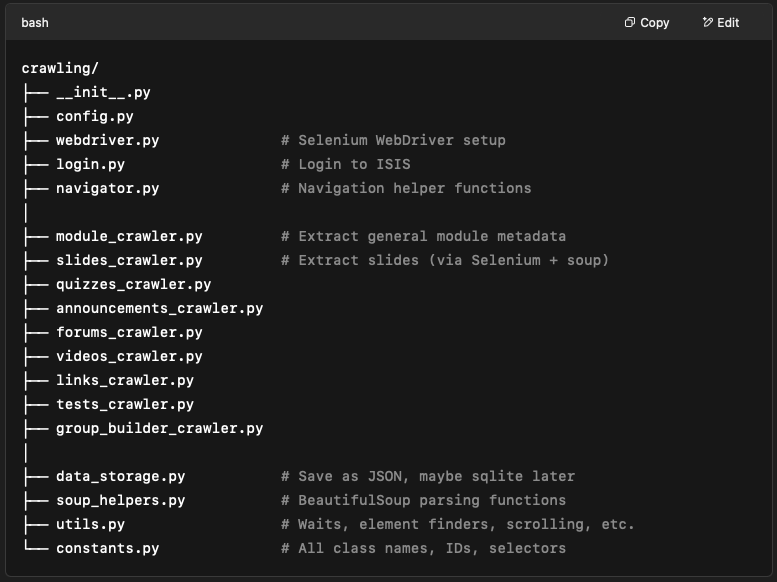 bash Copy Edit
crawling/
├── __init__.py
├── config.py
├── webdriver.py # Selenium WebDriver setup
├── login.py # Login to ISIS
├── navigator.py # Navigation helper functions
│
├── module_crawler.py # Extract general module metadata
├── slides_crawler.py # Extract slides (via Selenium + soup)
├── quizzes_crawler.py
├── announcements_crawler.py
├── forums_crawler.py
├── videos_crawler.py
├── links_crawler.py
├── tests_crawler.py
├── group_builder_crawler.py
│
├── data_storage.py # Save as JSON, maybe sqlite later
├── soup_helpers.py # BeautifulSoup parsing functions
├── utils.py # Waits, element finders, scrolling, etc.
└── constants.py # All class names, IDs, selectors